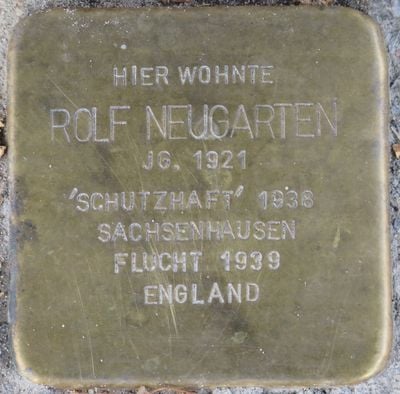 HIER WOHNTE
ROLF NEUGARTEN
JG. 1921
'SCHUTZHAFT' 1938
SACHSENHAUSEN
FLUCHT 1939
ENGLAND